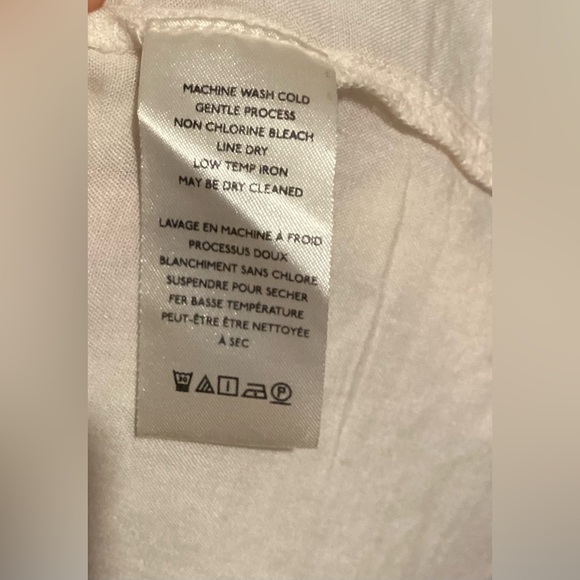 MACHINE WASH COLD
GENTLE PROCESS
NON CHLORINE BLEACH
LINE DRY
LOW TEMP IRON
MAY BE DRY CLEANED
LAVAGE EN MACHINE À FROID
PROCESSUS DOUX
BLANCHIMENT SANS CHLORE
SUSPENDRE POUR SECHER
FER BASSE TEMPÉRATURE
PEUT-ÊTRE ÊTRE NETTOYÉE
À SEC
30 P